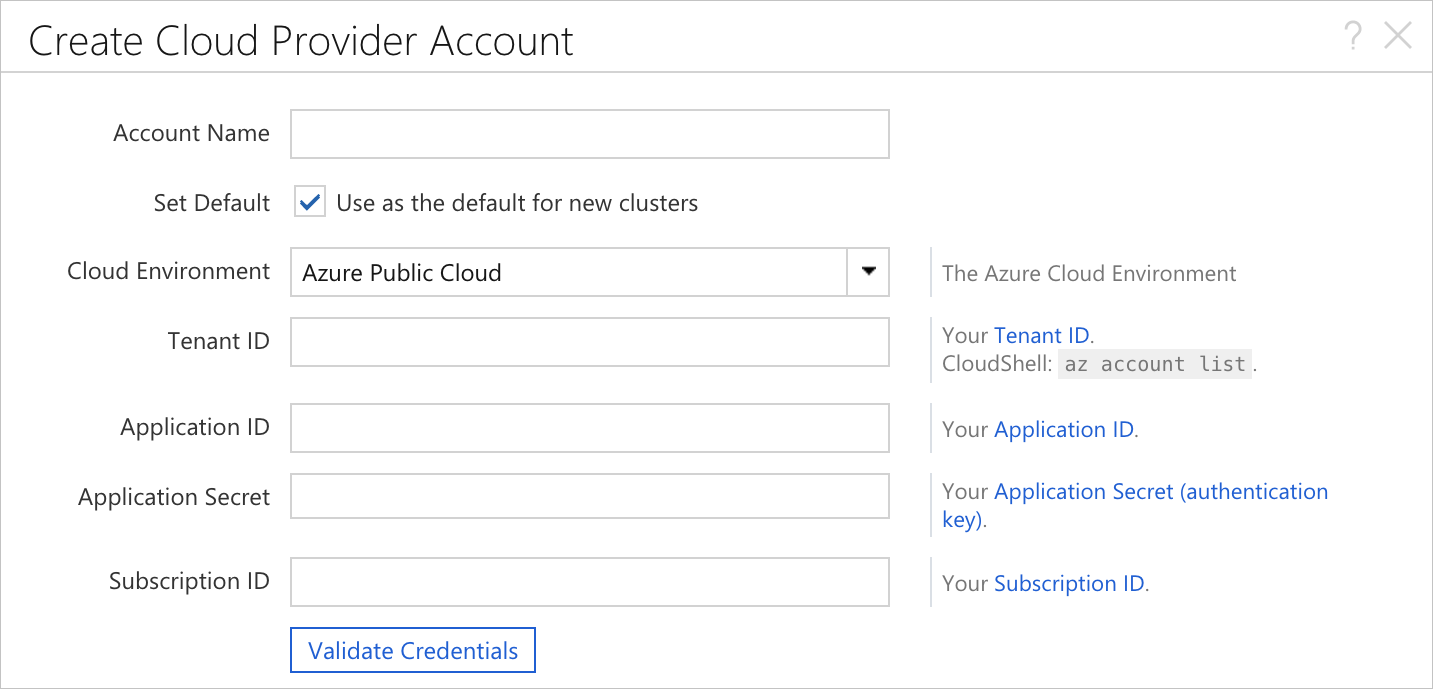 Create Cloud Provider Account
?
Account Name
Set Default
Use as the default for new clusters
Cloud Environment
Azure Public Cloud
The Azure Cloud Environment
Tenant ID
Your Tenant ID.
CloudShell: az account list.
Application ID
Your Application ID.
Application Secret
Your Application Secret (authentication
key).
Subscription ID
Your Subscription ID.
Validate Credentials